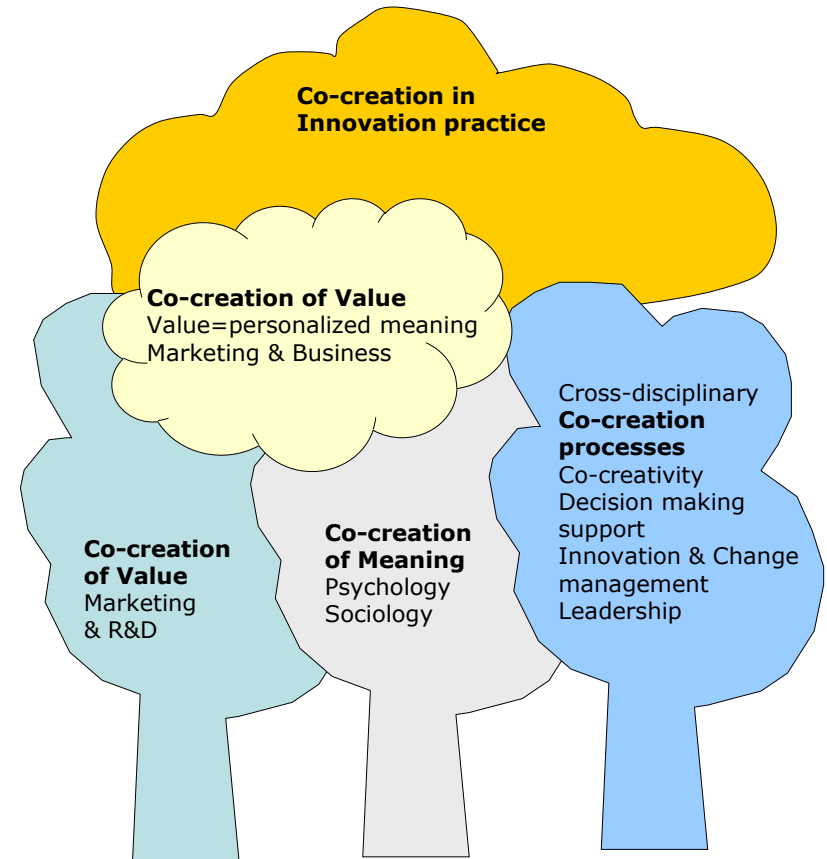 Co-creation in
Innovation practice
Co-creation of Value
Value=personalized meaning
Marketing & Business
Co-creation
of Value
Marketing
& R&D
Co-creation
of Meaning
Psychology
Sociology
Cross-disciplinary
Co-creation
processes
Co-creativity
Decision making
support
Innovation & Change
management
Leadership